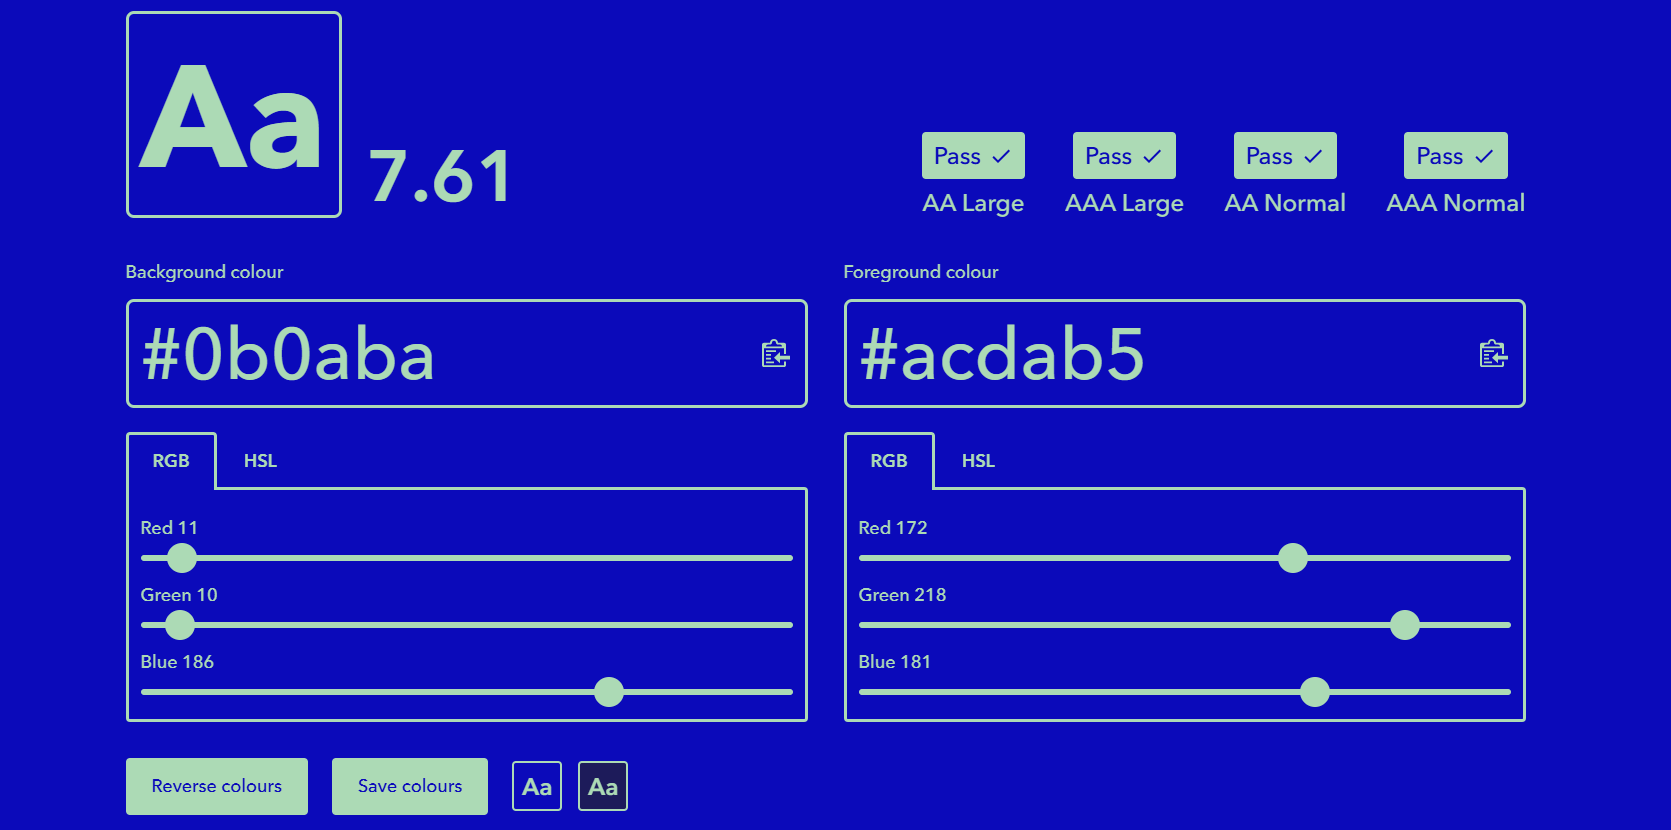 Aa
7.61
Pass Pass Pass Pass
AA Large AAA Large AA Normal AAA Normal
Background colour
#0b0aba
RGB HSL
Red 11
Green 10
Blue 186
Foreground colour
#acdab5
RGB HSL
Red 172
Green 218
Blue 181
Reverse colours Save colours Aa Aa